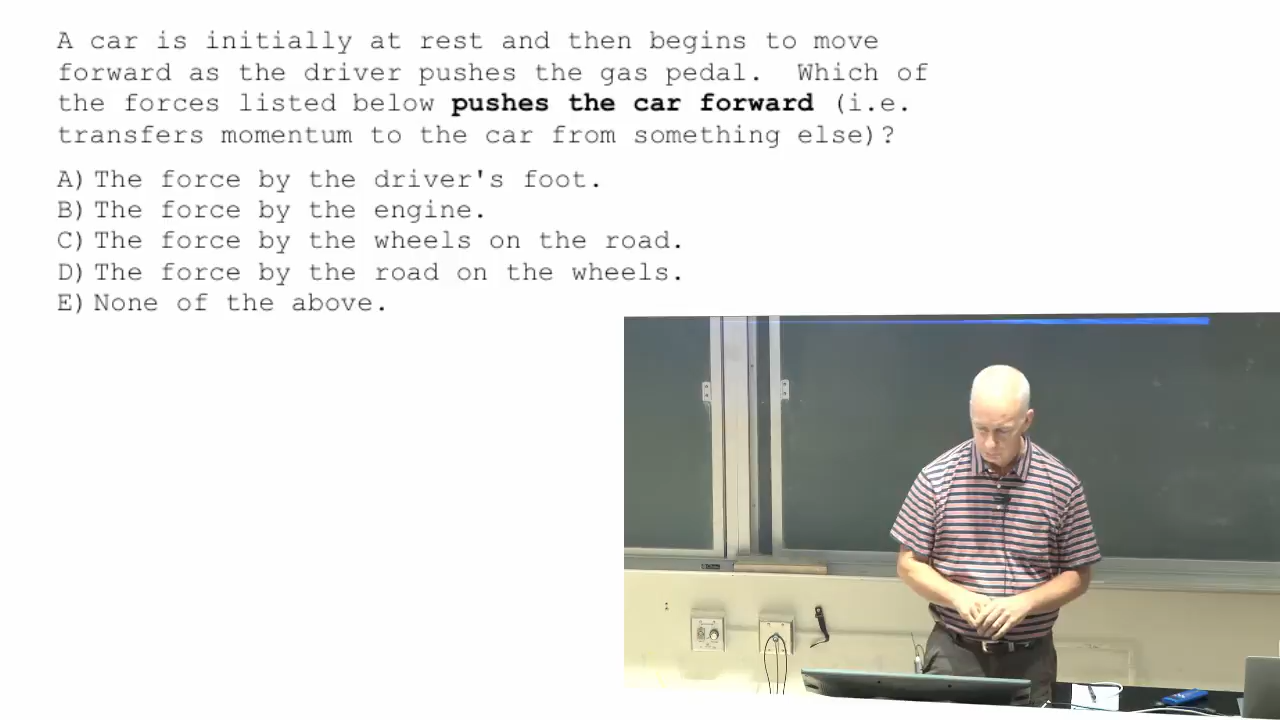 A car is initially at rest and then begins to move
forward as the driver pushes the gas pedal.  Which of
the forces listed below pushes the car forward (i.e.
transfers momentum to the car from something else)?
A) The force by the driver's foot.
B) The force by the engine.
C) The force by the wheels on the road.
D) The force by the road on the wheels.
E) None of the above.